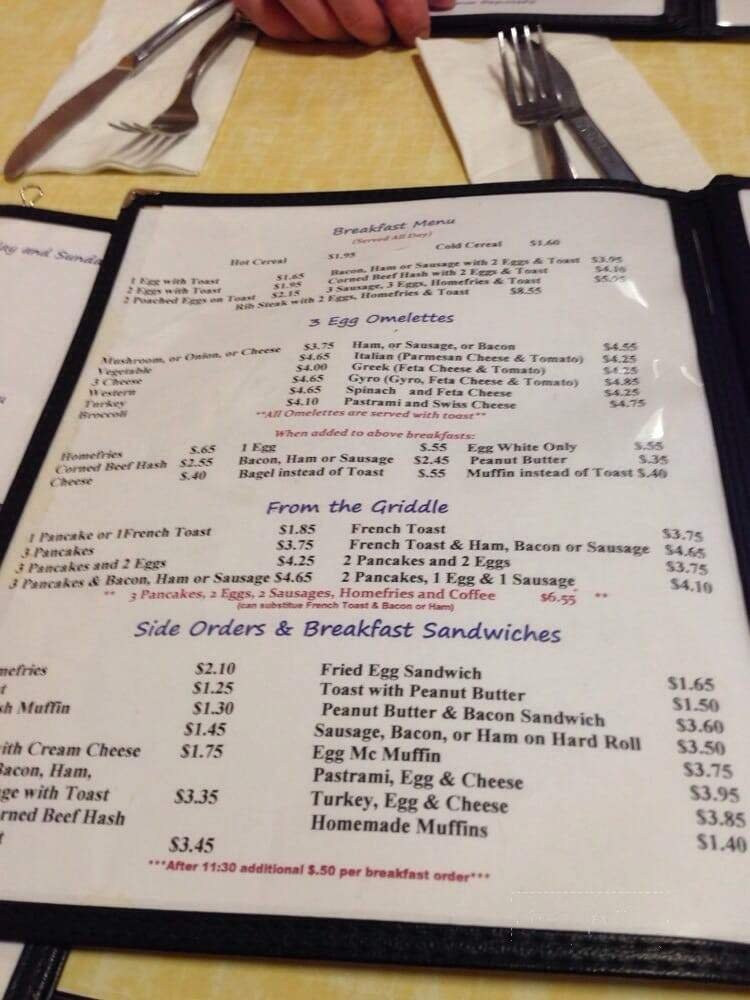 ay and Sunda
Breakfast Menu
(Served All Day)
Hot Cereal $1.95 Cold Cereal $1.60
1 Egg with Toast $1.65 Bacon, Ham or Sausage with 2 Eggs & Toast $3.95
2 Eggs with Toast $1.95 Corned Beef Hash with 2 Eggs & Toast $4.16
2 Poached Eggs on Toast $2.15 3 Sausage, 3 Eggs, Homefries & Toast
Rib Steak with 2 Eggs, Homefries & Toast $8.55
3 Egg Omelettes
Mushroom, or Onion, or Cheese $3.75 Ham, or Sausage, or Bacon $4.55
Vegetable $4.65 Italian (Parmesan Cheese & Tomato) $4.25
3 Cheese $4.00 Greek (Feta Cheese & Tomato) $4.25
Western $4.65 Gyro (Gyro, Feta Cheese & Tomato) $4.85
Turkey $4.65 Spinach and Feta Cheese $4.25
Broccoli $4.10 Pastrami and Swiss Cheese $4.75
**All Omelettes are served with toast**
When added to above breakfasts:
Homefries $.65 1 Egg $.55 Egg White Only $.55
Corned Beef Hash $2.55 Bacon, Ham or Sausage $2.45 Peanut Butter $.35
Cheese $.40 Bagel instead of Toast $.55 Muffin instead of Toast $.40
From the Griddle
1 Pancake or 1French Toast $1.85 French Toast $3.75
3 Pancakes $3.75 French Toast & Ham, Bacon or Sausage $4.65
3 Pancakes and 2 Eggs $4.25 2 Pancakes and 2 Eggs $3.75
3 Pancakes & Bacon, Ham or Sausage $4.65 2 Pancakes, 1 Egg & 1 Sausage $4.10
** 3 Pancakes, 2 Eggs, 2 Sausages, Homefries and Coffee $6.55 **
(can substitue French Toast & Bacon or Ham)
Side Orders & Breakfast Sandwiches
nefries $2.10 Fried Egg Sandwich $1.65
t $1.25 Toast with Peanut Butter $1.50
sh Muffin $1.30 Peanut Butter & Bacon Sandwich $3.60
$1.45 Sausage, Bacon, or Ham on Hard Roll $3.50
ith Cream Cheese $1.75 Egg Mc Muffin $3.75
Bacon, Ham, Pastrami, Egg & Cheese $3.95
ge with Toast $3.35 Turkey, Egg & Cheese $3.85
rned Beef Hash Homemade Muffins $1.40
t $3.45
***After 11:30 additional $.50 per breakfast order***